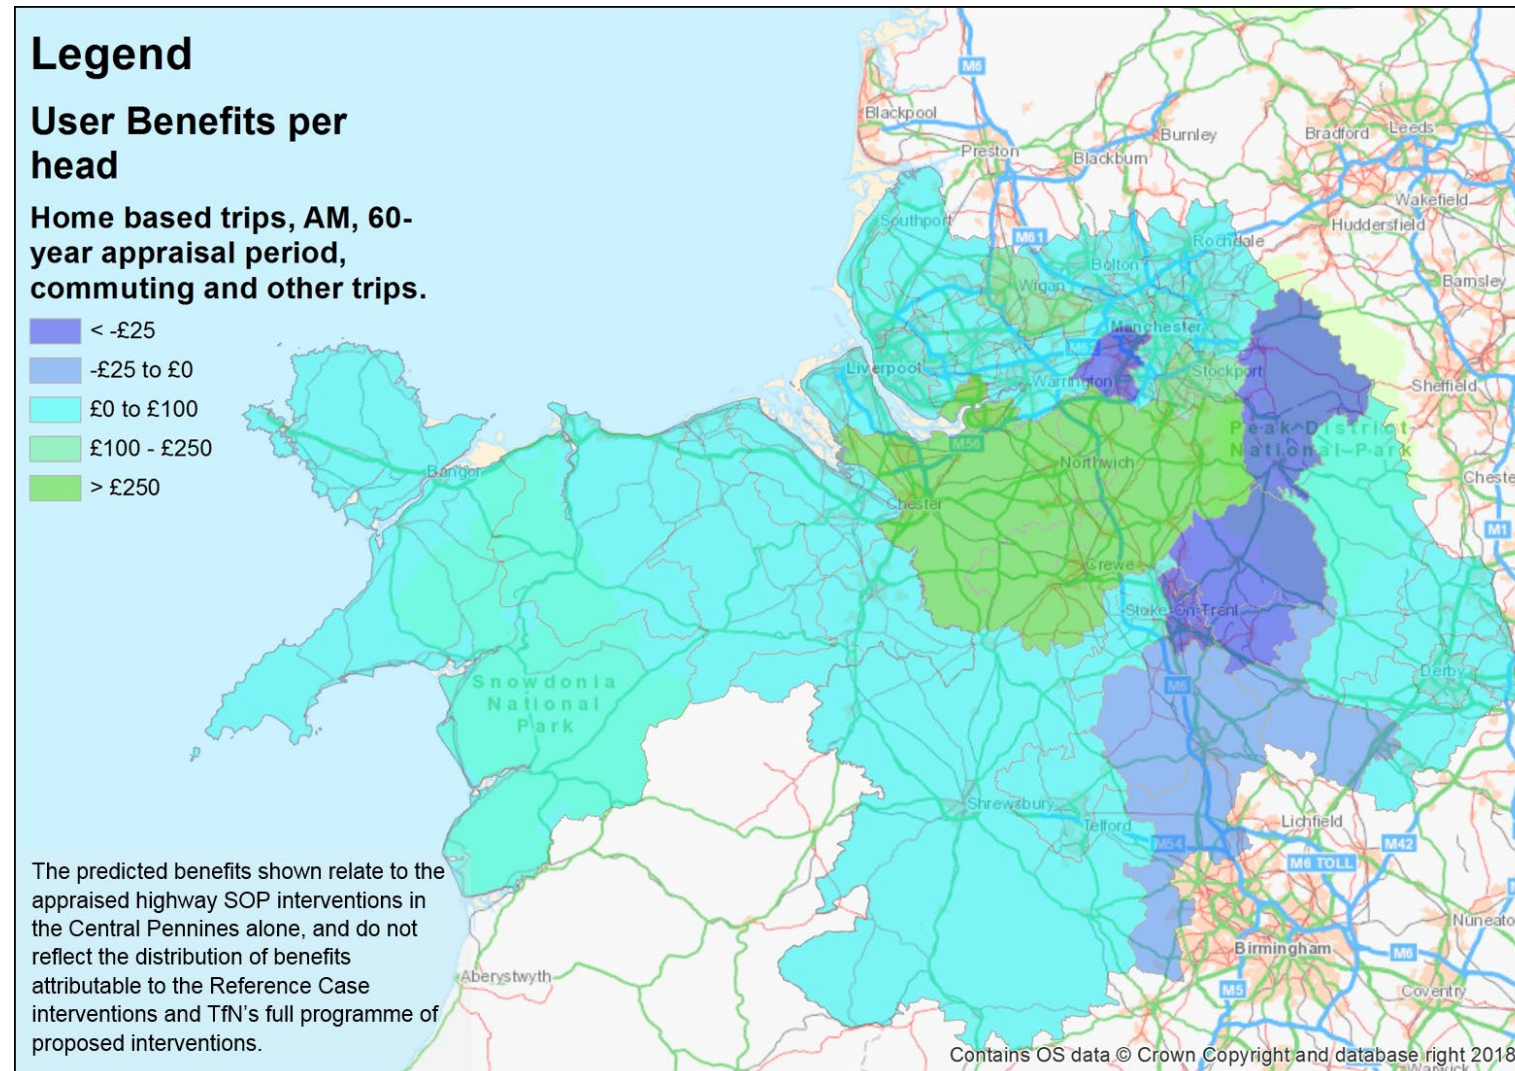 Legend
User Benefits per
head
Home based trips, AM, 60-
year appraisal period,
commuting and other trips.
< -£25
-£25 to £0
£0 to £100
£100 - £250
> £250
The predicted benefits shown relate to the
appraised highway SOP interventions in
the Central Pennines alone, and do not
reflect the distribution of benefits
attributable to the Reference Case
interventions and TfN's full programme of
proposed interventions.
M6
Blackpool
Preston
Blackburn
Burnley
Bradford
Leeds
Wakefield
Huddersfield
Southport
M61
Rochdale
Bolton
Barnsley
Wigan
Manchester
M62
Liverpool
Warrington
Stockport
Sheffield
Peak District
National Park
M56
Northwich
Bangor
Cheste
Chester
M1
Crewe
Stoke-On-Trent
Snowdonia
National
Park
Derby
M6
Shrewsbury
Telford
Lichfield
M54
M42
M6 TOLL
Nuneato
Birmingham
M6
Aberystwyth
M5
Coventry
Warwick
Contains OS data © Crown Copyright and database right 2018